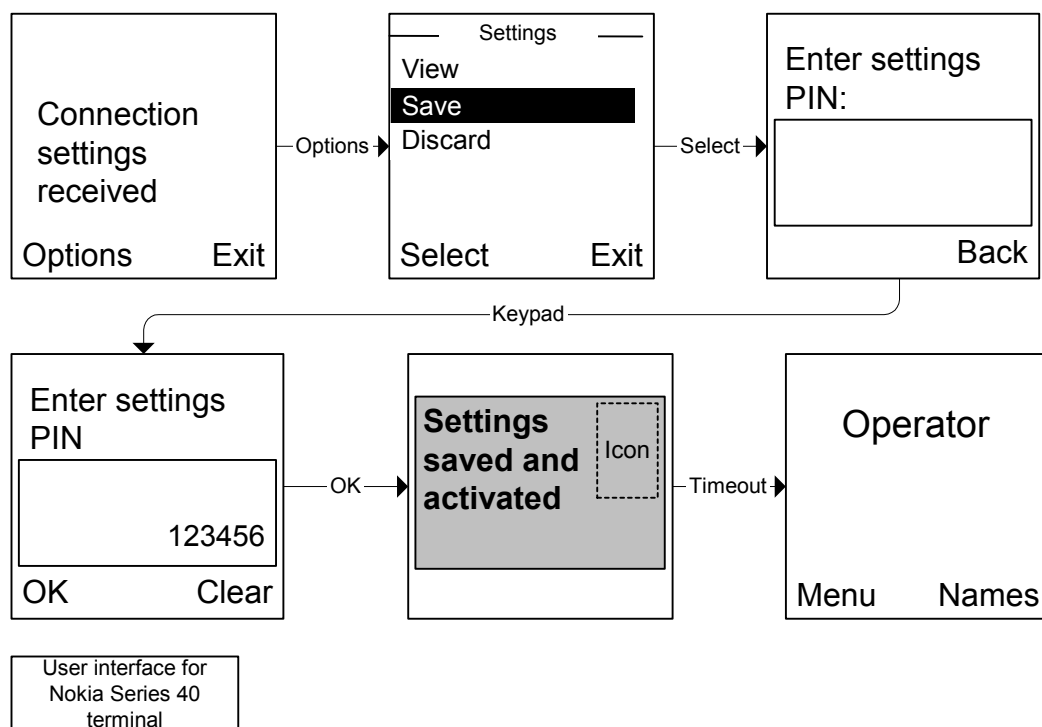 Connection
settings
received
Options Exit
Options
Settings
View
Save
Discard
Select Exit
Select
Enter settings
PIN:
Back
Keypad
Enter settings
PIN
123456
OK Clear
OK
Settings
saved and
activated
Icon
Timeout
Operator
Menu Names
User interface for
Nokia Series 40
terminal